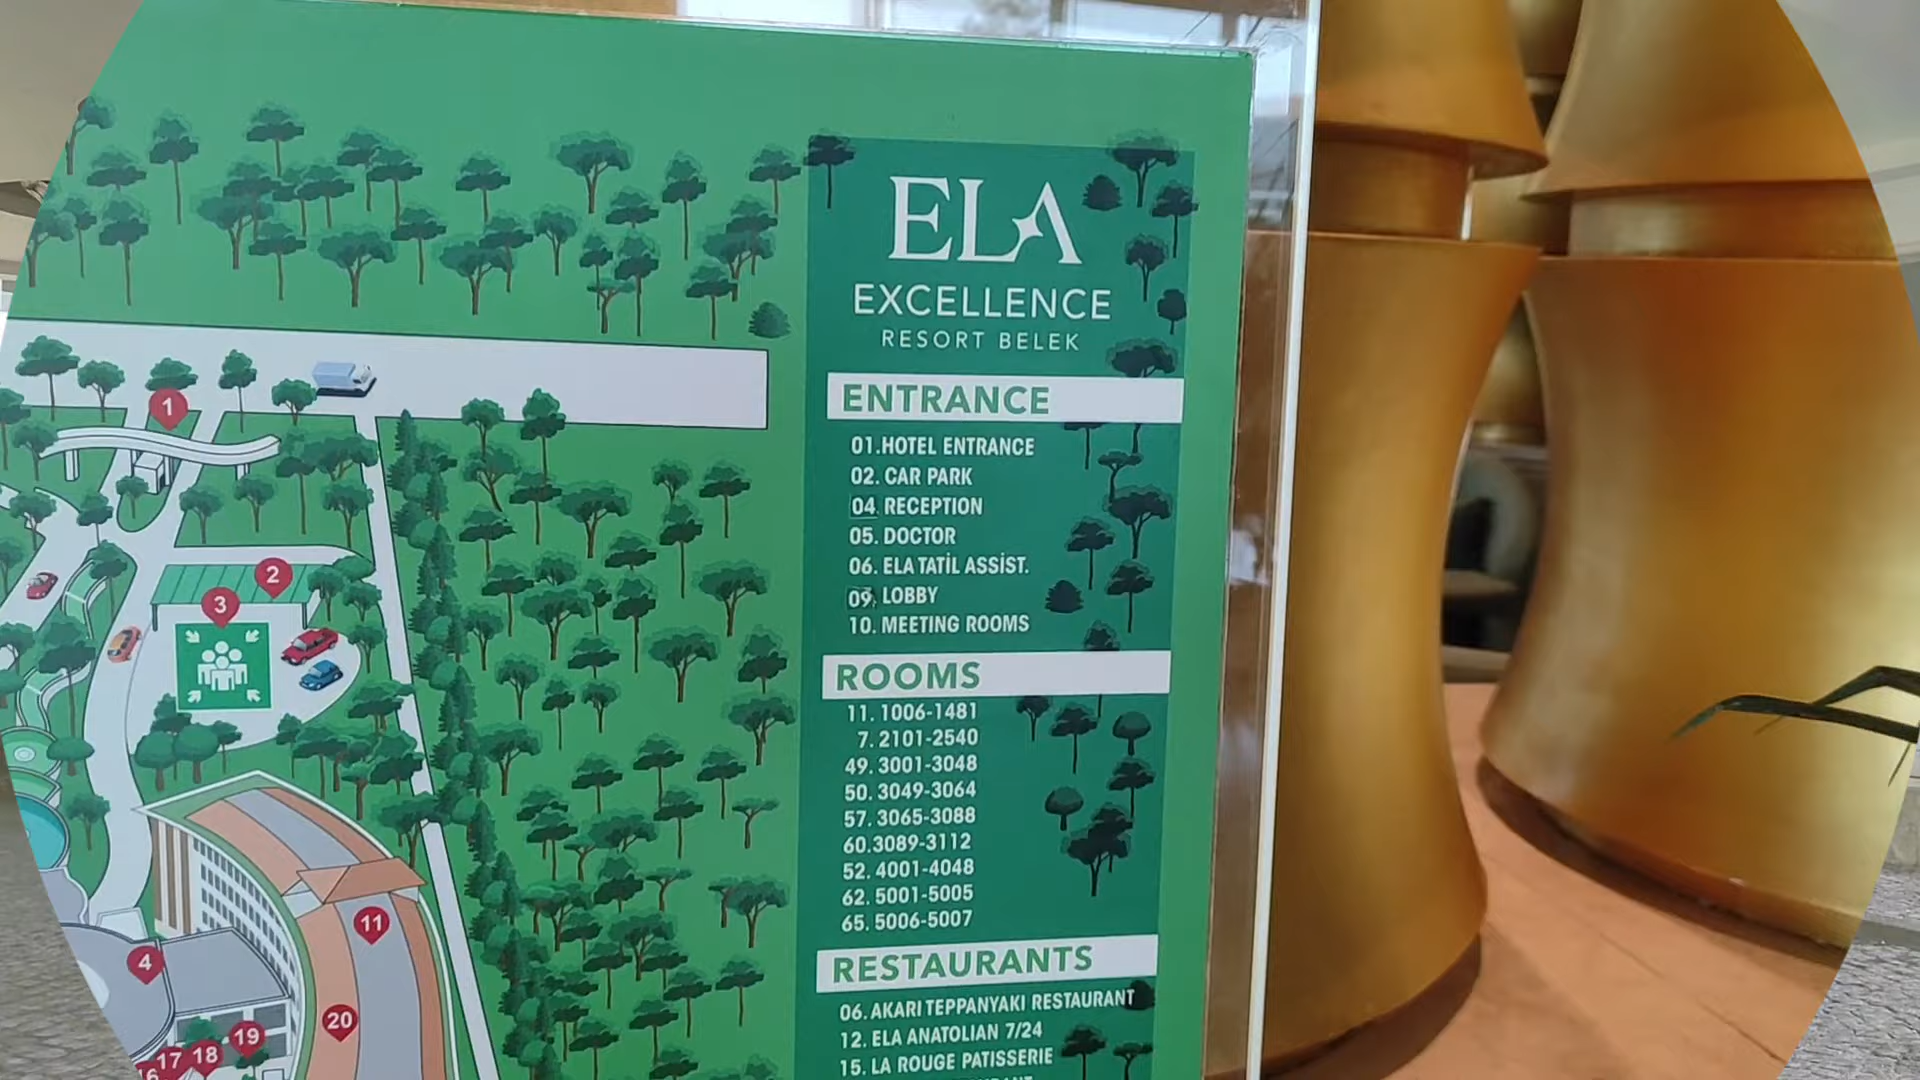 ELA
EXCELLENCE
RESORT BELEK
ENTRANCE
01.HOTEL ENTRANCE
02. CAR PARK
04. RECEPTION
05. DOCTOR
06. ELA TATİL ASSİST.
09. LOBBY
10. MEETING ROOMS
ROOMS
11. 1006-1481
7. 2101-2540
49. 3001-3048
50. 3049-3064
57. 3065-3088
60.3089-3112
52. 4001-4048
62. 5001-5005
65. 5006-5007
RESTAURANTS
06. AKARI TEPPANYAKI RESTAURANT
12. ELA ANATOLIAN 7/24
15. LA ROUGE PATISSERIE
1
2
3
11
4
20
19
18
17
16